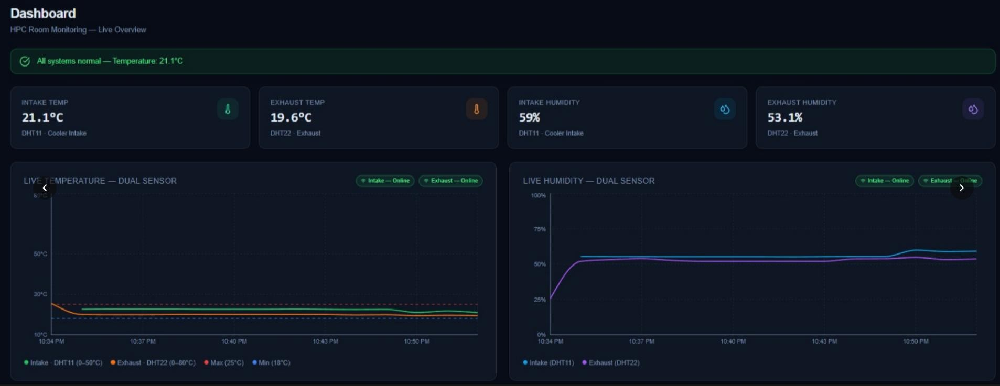 Dashboard
HPC Room Monitoring — Live Overview
All systems normal — Temperature: 21.1°C
INTAKE TEMP
21.1°C
DHT11 · Cooler Intake
EXHAUST TEMP
19.6°C
DHT22 · Exhaust
INTAKE HUMIDITY
59%
DHT11 · Cooler Intake
EXHAUST HUMIDITY
53.1%
DHT22 · Exhaust
LIVE TEMPERATURE — DUAL SENSOR
Intake — Online
Exhaust — Online
80°C
50°C
30°C
10°C
10:34 PM 10:37 PM 10:40 PM 10:43 PM 10:50 PM
Intake · DHT11 (0–50°C) Exhaust · DHT22 (0–80°C) Max (25°C) Min (18°C)
LIVE HUMIDITY — DUAL SENSOR
Intake — Online
Exhaust — Online
100%
75%
50%
25%
0%
10:34 PM 10:37 PM 10:40 PM 10:43 PM 10:50 PM
Intake (DHT11) Exhaust (DHT22)